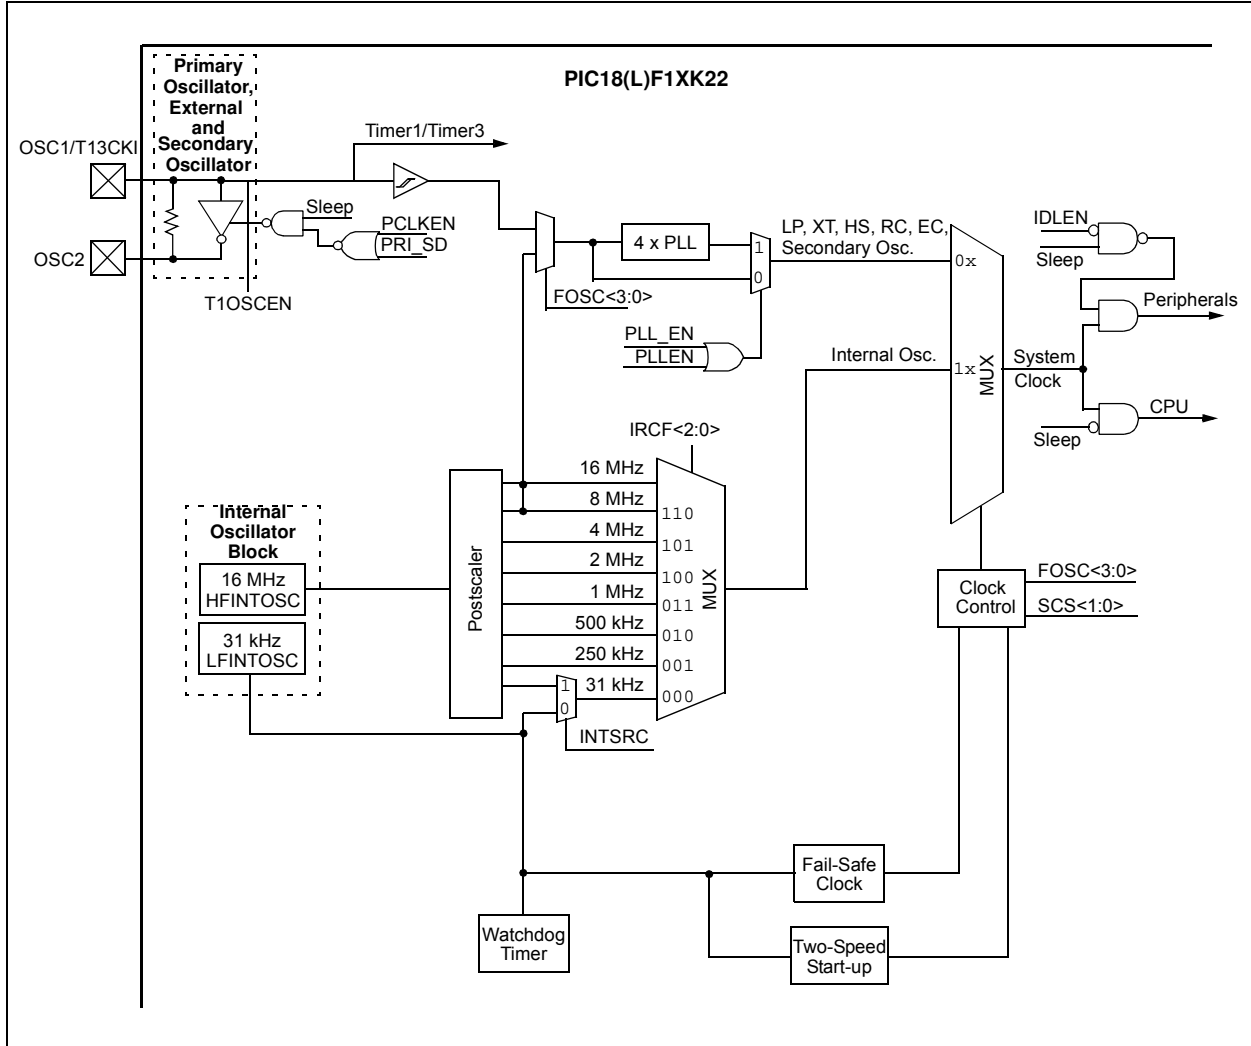 PIC18(L)F1XK22
Primary
Oscillator,
External
and
Secondary
Oscillator
OSC1/T13CKI
OSC2
Timer1/Timer3
Sleep
PCLKEN
PRI_SD
T1OSCEN
4 x PLL
1
0
FOSC<3:0>
PLL_EN
PLLEN
LP, XT, HS, RC, EC,
Secondary Osc.
0x
Internal Osc.
1x
MUX
System
Clock
IDLEN
Sleep
Peripherals
CPU
Sleep
IRCF<2:0>
16 MHz
8 MHz
110
4 MHz
101
2 MHz
100
1 MHz
011
500 kHz
010
250 kHz
001
31 kHz
000
MUX
1
0
INTSRC
Postscaler
Internal
Oscillator
Block
16 MHz
HFINTOSC
31 kHz
LFINTOSC
Clock
Control
FOSC<3:0>
SCS<1:0>
Fail-Safe
Clock
Watchdog
Timer
Two-Speed
Start-up